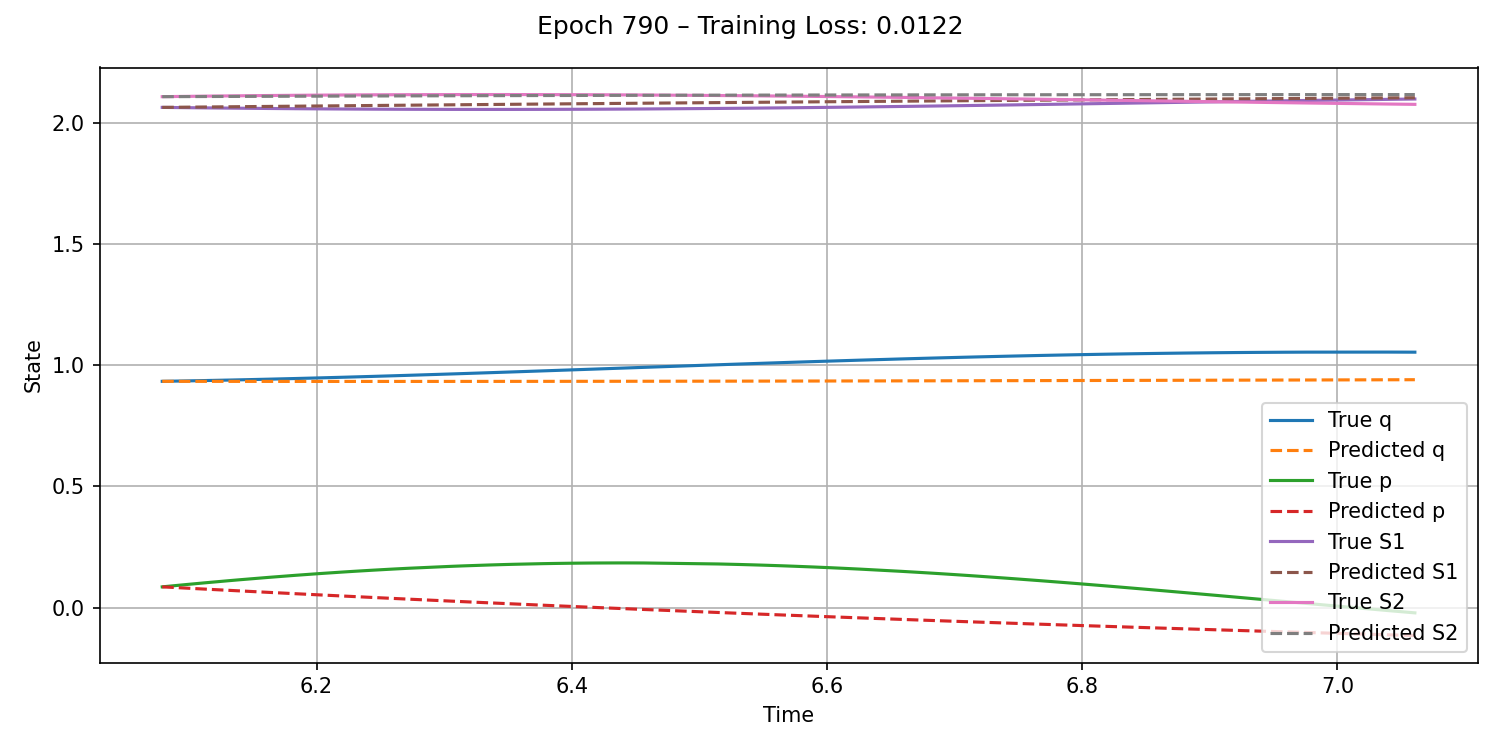 Epoch 790 – Training Loss: 0.0122
State
2.0
1.5
1.0
0.5
0.0
True q
Predicted q
True p
Predicted p
True S1
Predicted S1
True S2
Predicted S2
6.2 6.4 6.6 6.8 7.0
Time